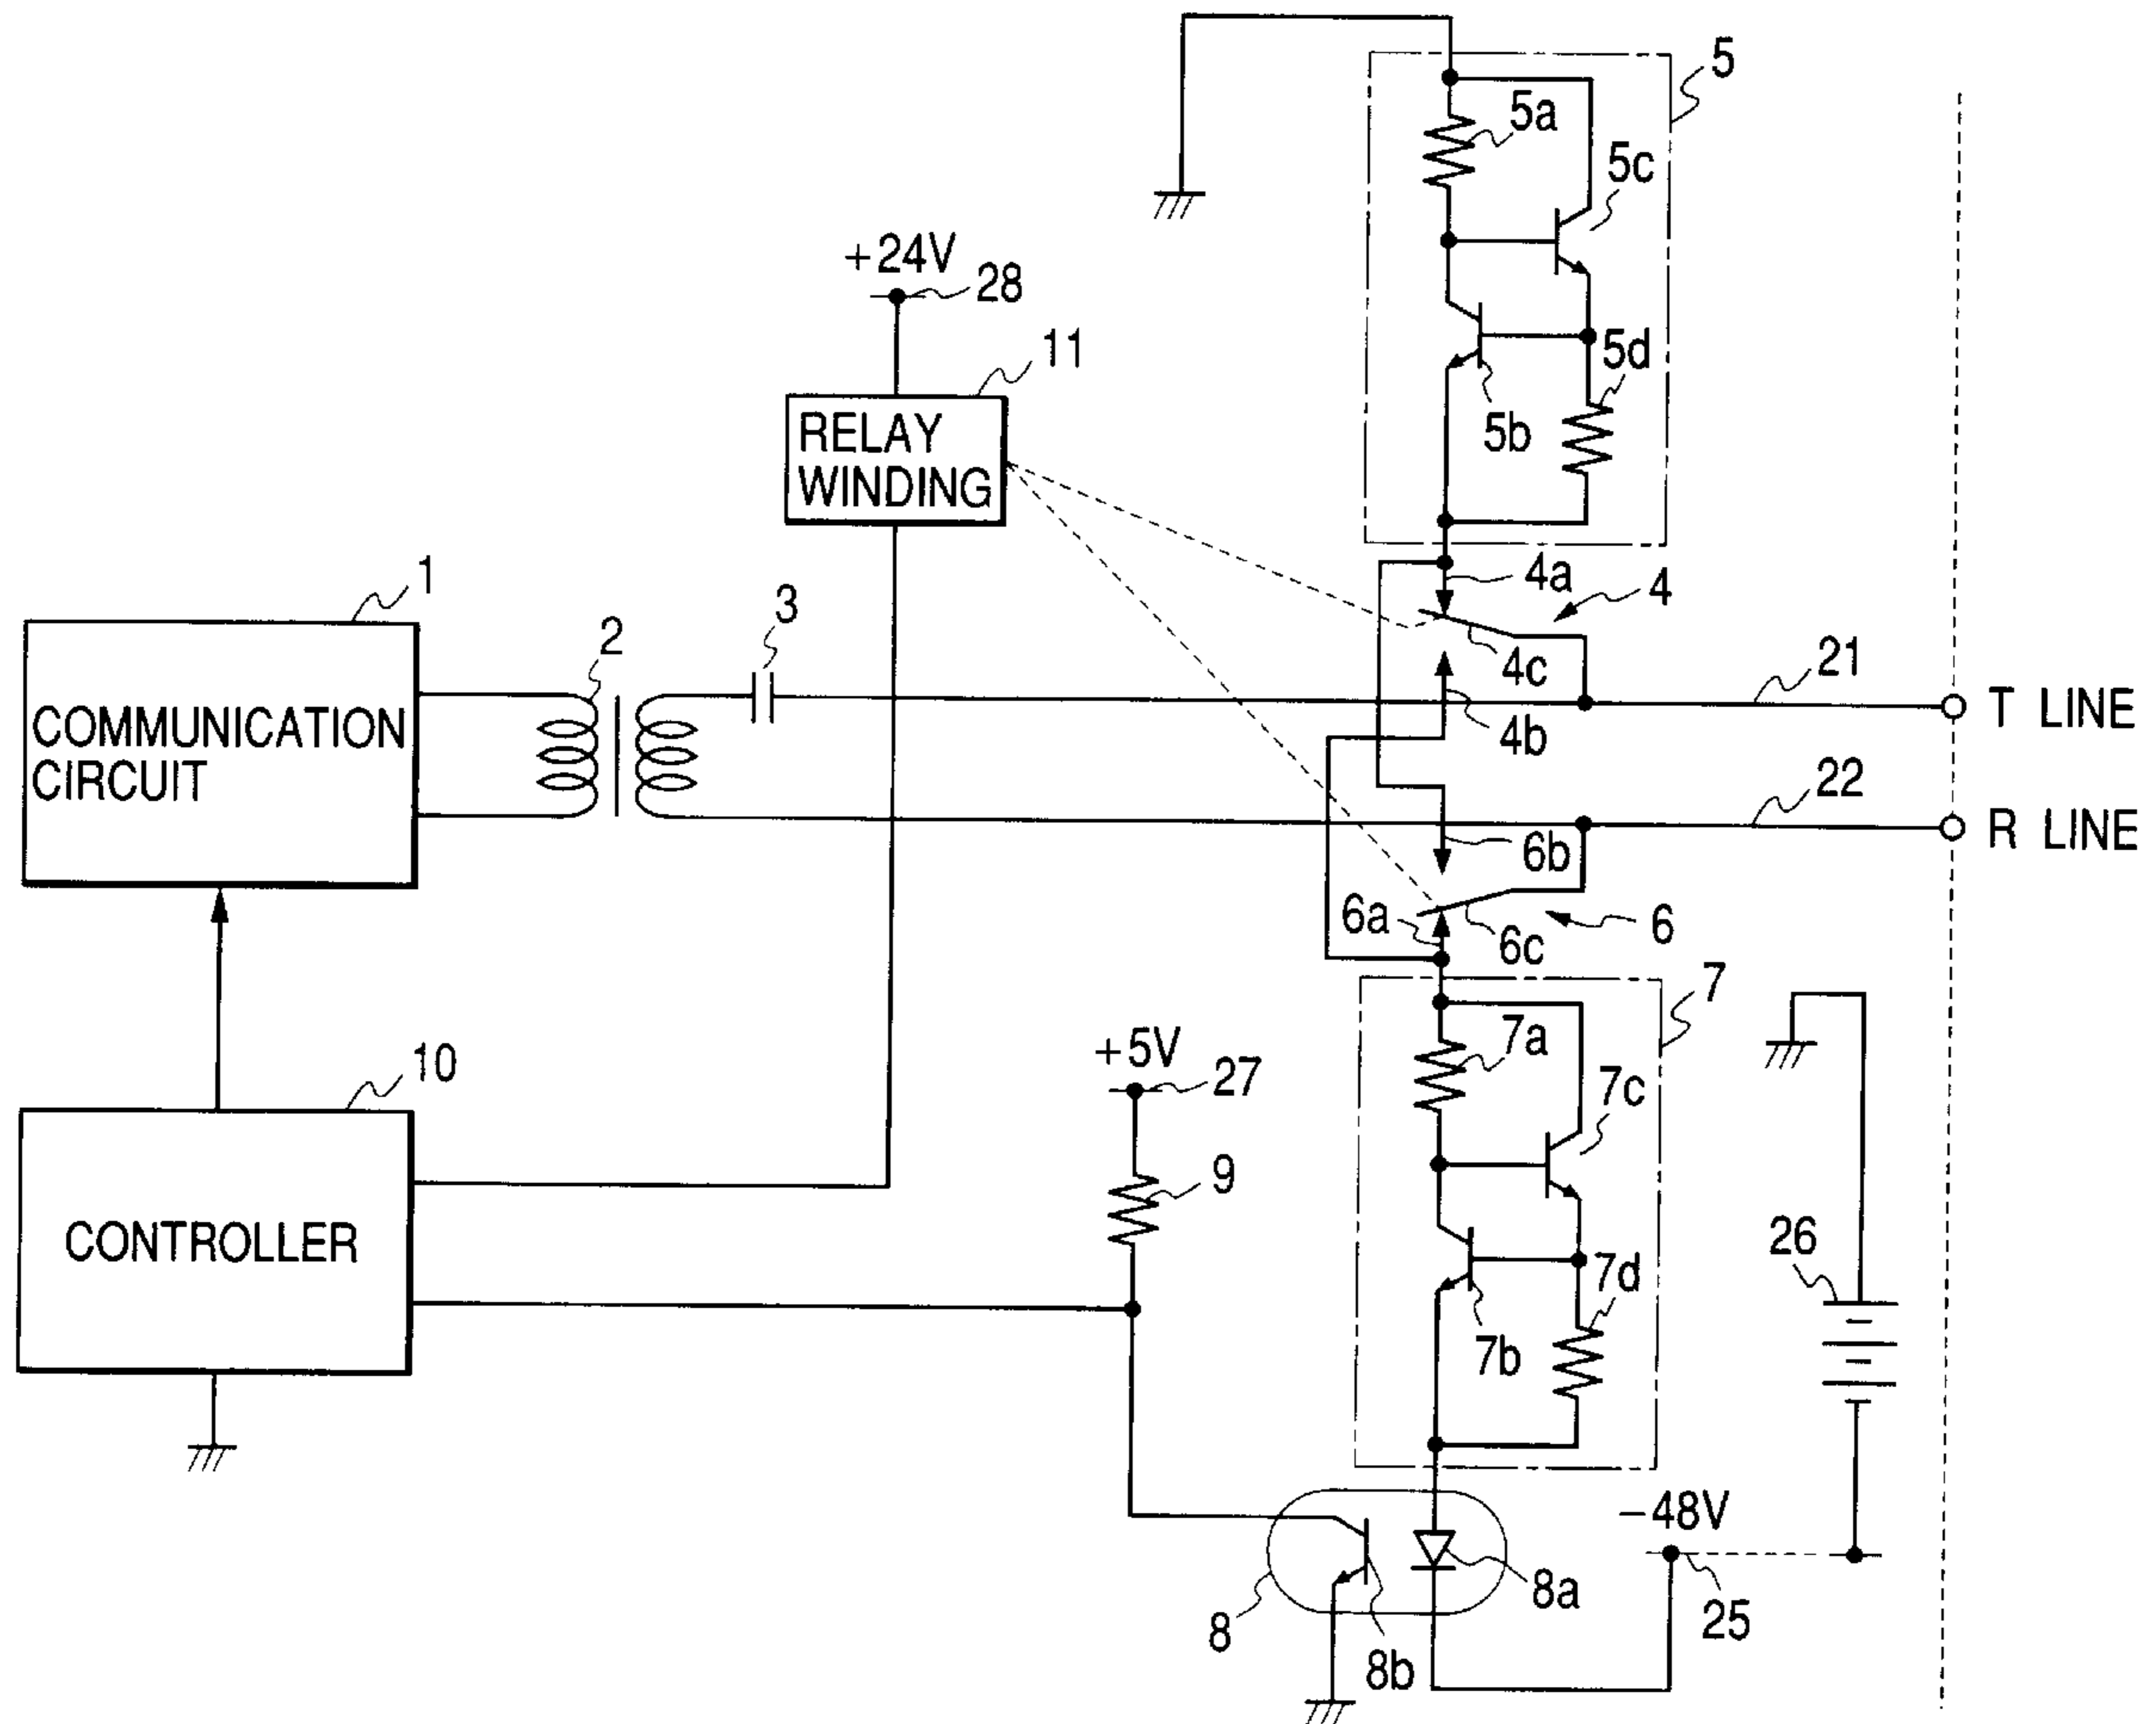 5
5a
5c
+24V
28
11
5d
RELAY
WINDING
5b
1
4a
4
2
3
4c
21
COMMUNICATION
CIRCUIT
T LINE
4b
22
R LINE
6b
6a
6
6c
7
10
+5V
27
7a
7c
9
CONTROLLER
26
7d
7b
-48V
8a
8
8b
25